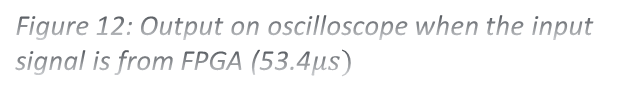 Figure 12: Output on oscilloscope when the input
signal is from FPGA (53.4μs)